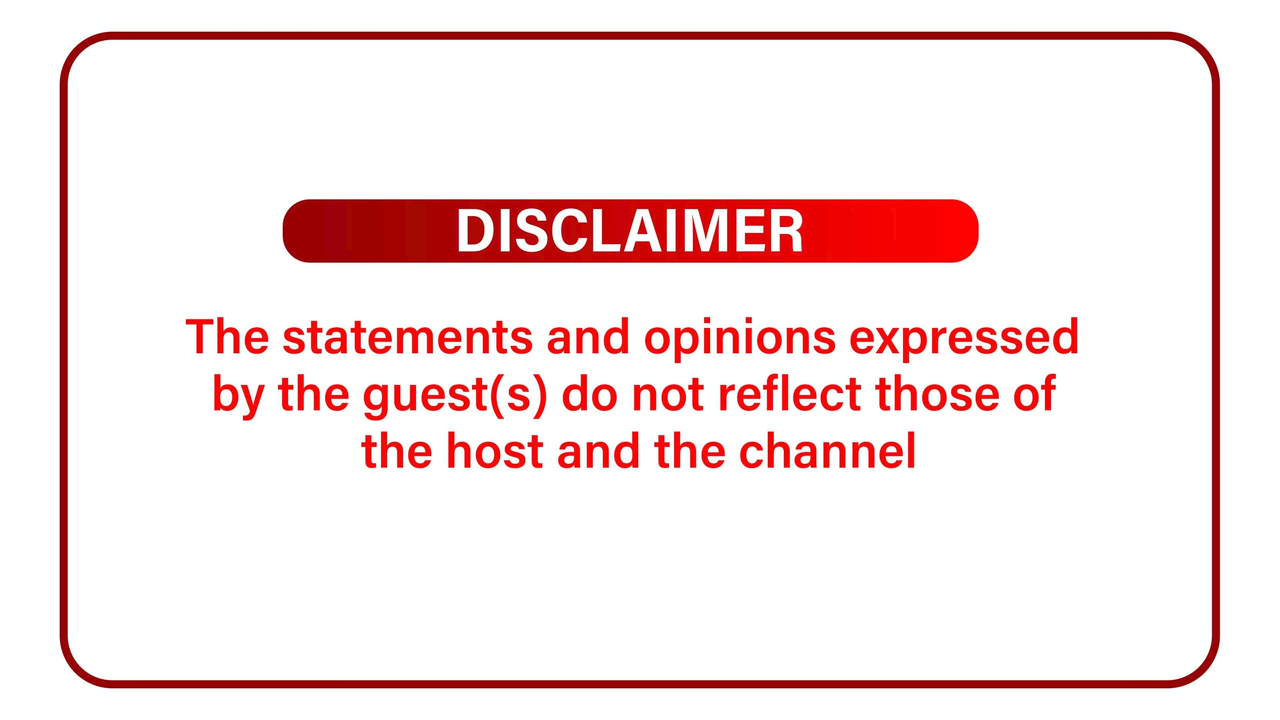 DISCLAIMER
The statements and opinions expressed
by the guest(s) do not reflect those of
the host and the channel